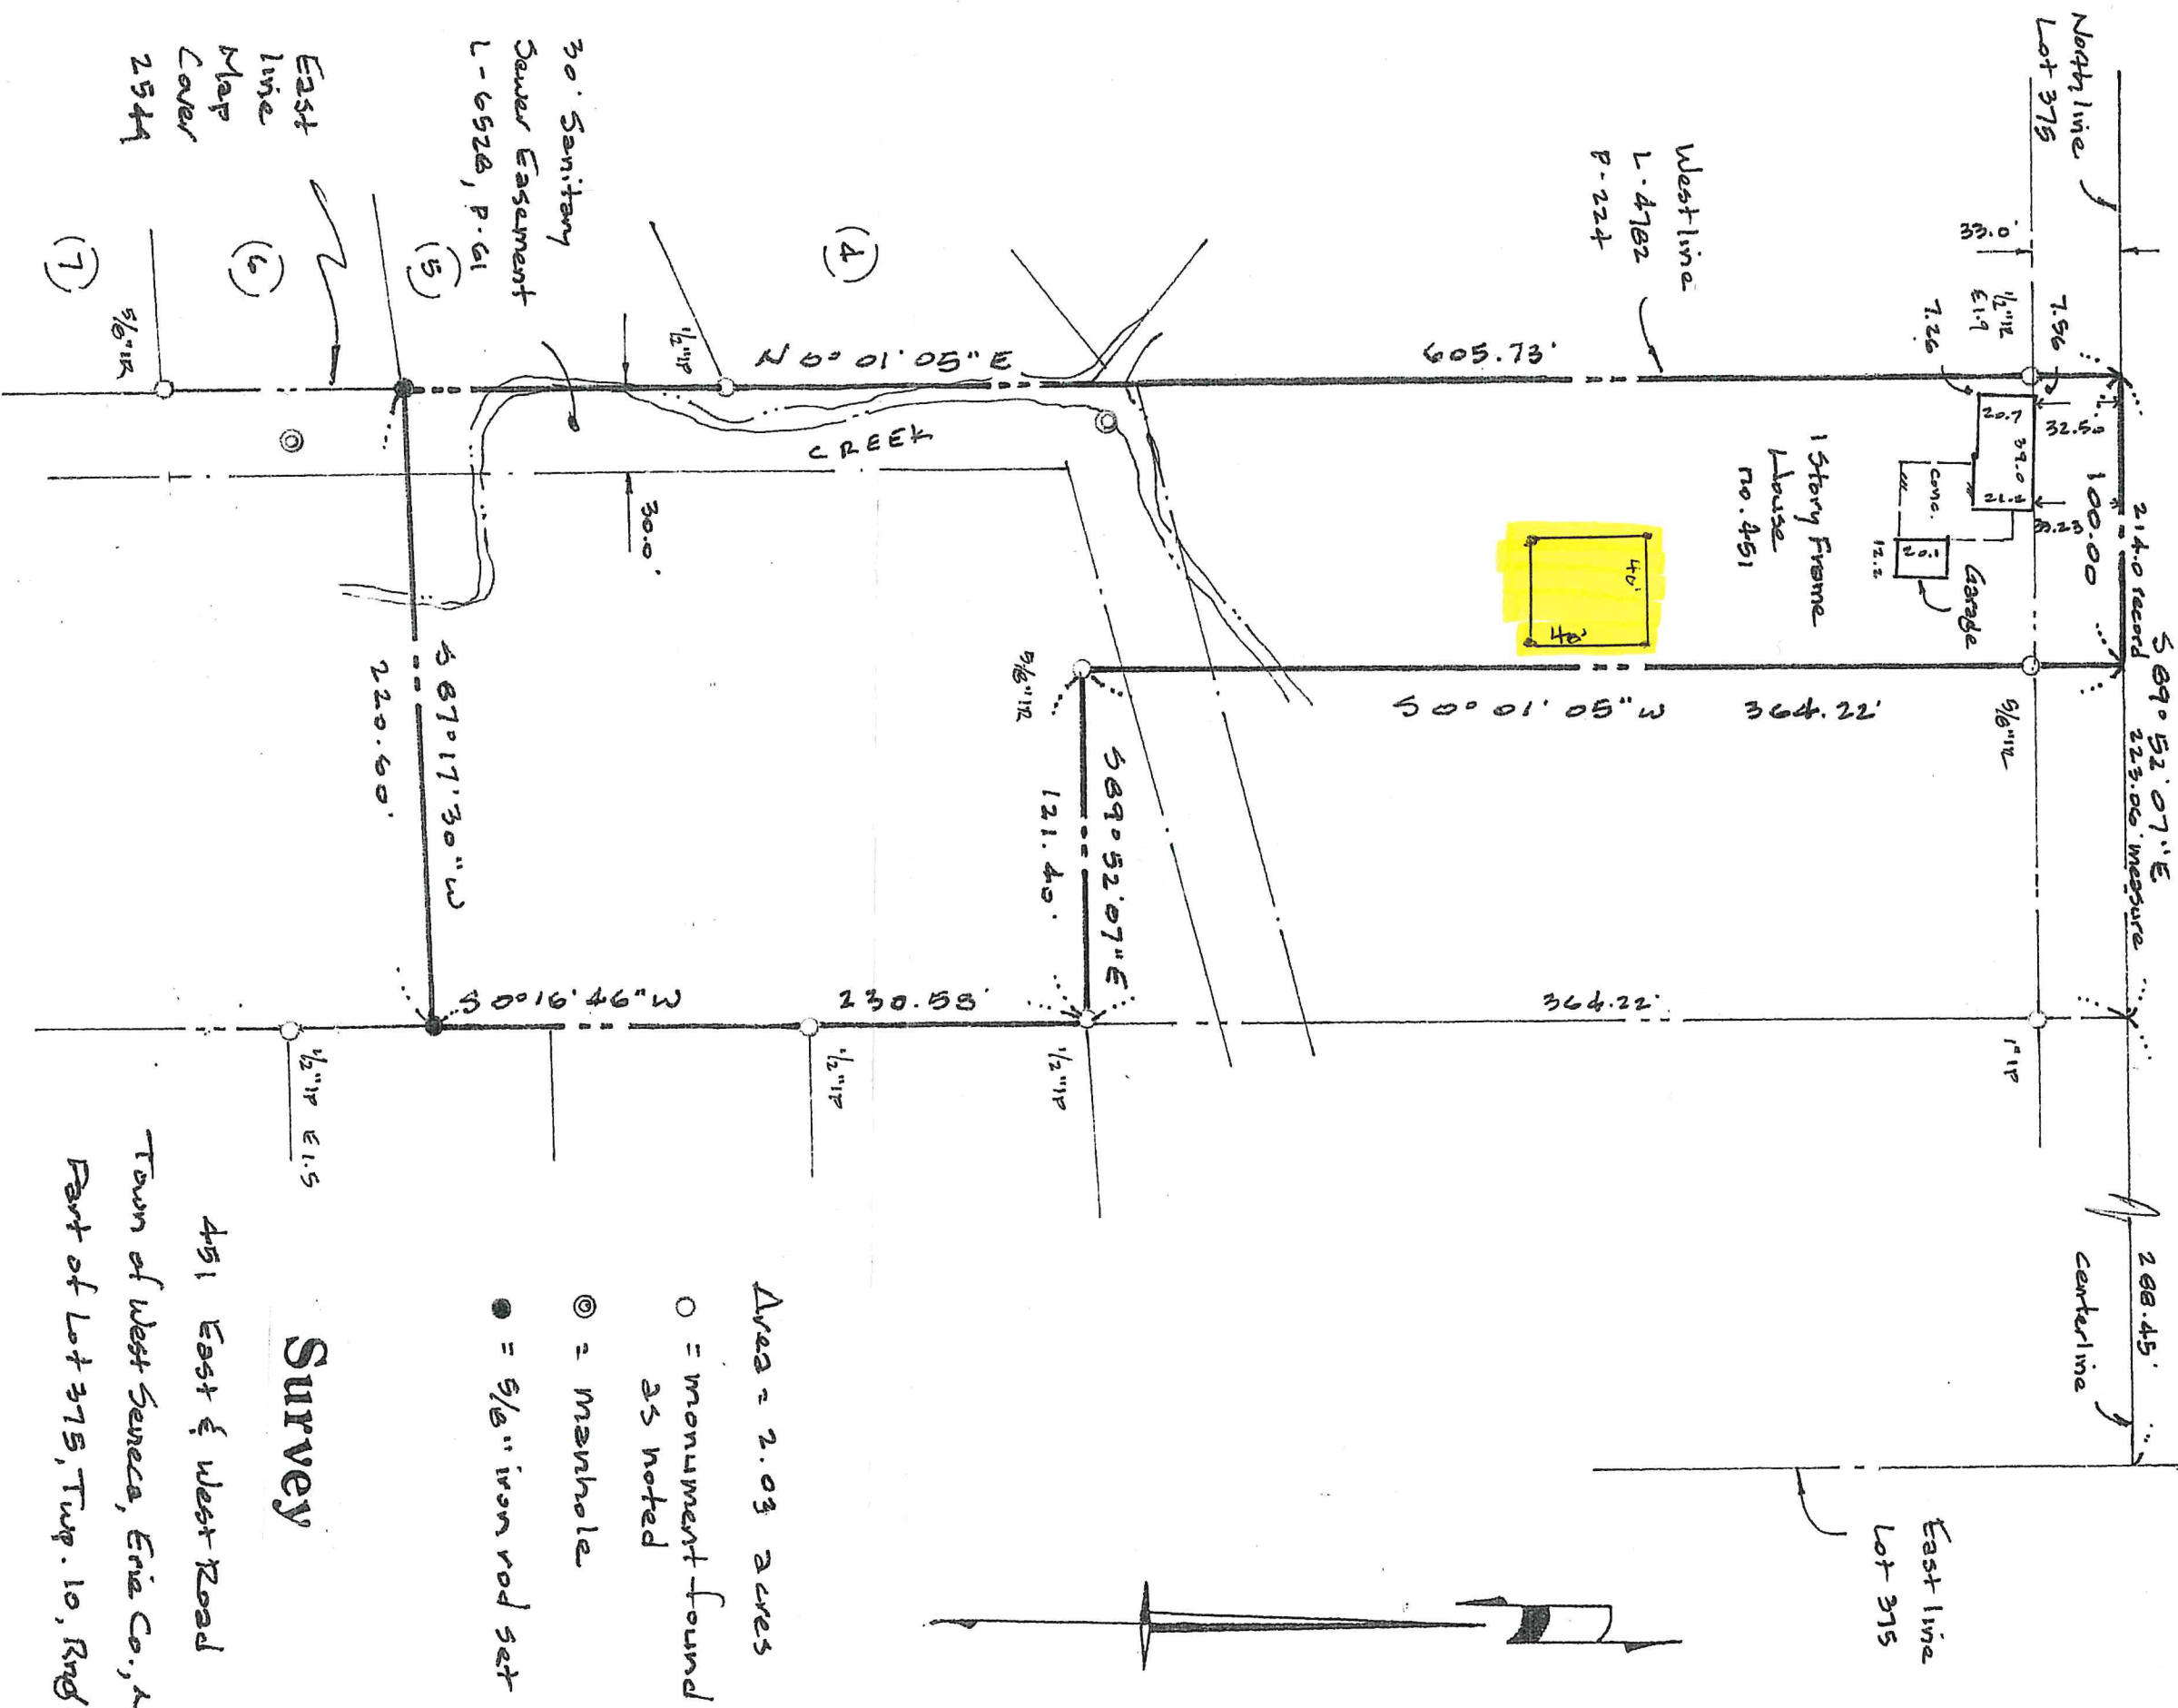 North line
Lot 375
33.0'
7.56
1/2"IR
E1.9
7.26
32.50
100.00
33.23
214.0 record
S 89° 52' 07" E
223.00' measure
288.45'
centerline
East line
Lot 375
West line
L-4782
P-224
605.73'
N 0° 01' 05" E
20.7
39.0
21.2
conc.
20.1
12.2
Garage
1 Story Frame
House
no. 451
40'
40'
S 0° 01' 05" W
364.22'
5/8"IR
364.22'
1"IP
CREEK
30.0'
30' Sanitary
Sewer Easement
L-6528, P-61
(4)
1/2"IP
(5)
(6)
(7)
5/8"IR
East
line
Map
Cover
2544
5/8"IR
S 89° 52' 07" E
121.40'
1/2"IP
S 87° 17' 30" W
220.60'
S 0° 16' 46" W
230.58'
1/2"IP
1/2"IP E1.5
Area = 2.03 acres
= monument found
as noted
= manhole
= 5/8" iron rod set
Survey
451 East & West Road
Town of West Seneca, Erie Co.,
Part of Lot 375, Twp. 10, Rng